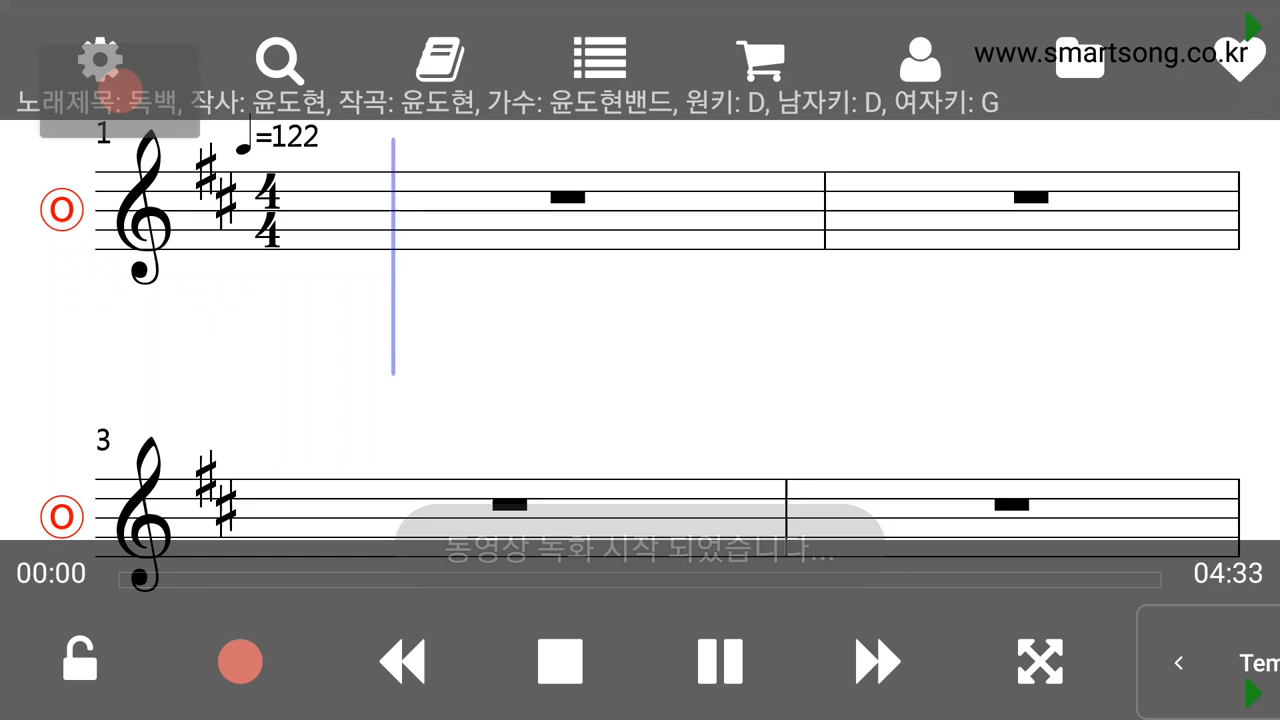 www.smartsong.co.kr
노래제목: 독백, 작사: 윤도현, 작곡: 윤도현, 가수: 윤도현밴드, 원키: D, 남자키: D, 여자키: G
1
=122
4
4
O
3
O
동영상 녹화 시작 되었습니다...
00:00
04:33
Tem